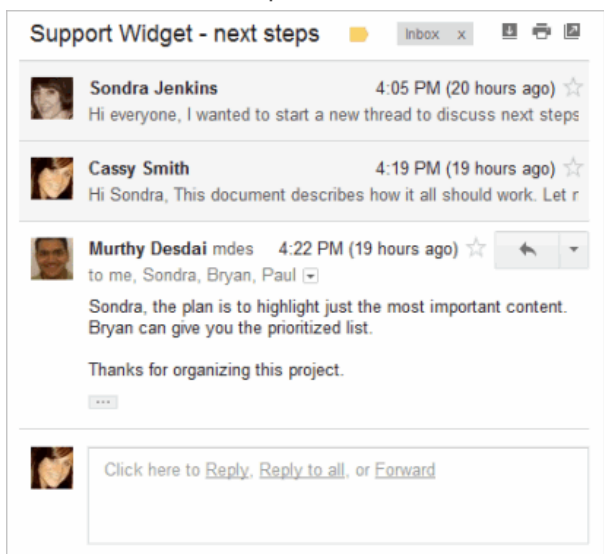 Support Widget - next steps
Inbox x
Sondra Jenkins 4:05 PM (20 hours ago)
Hi everyone, I wanted to start a new thread to discuss next steps
Cassy Smith 4:19 PM (19 hours ago)
Hi Sondra, This document describes how it all should work. Let r
Murthy Desdai mdes 4:22 PM (19 hours ago)
to me, Sondra, Bryan, Paul
Sondra, the plan is to highlight just the most important content.
Bryan can give you the prioritized list.
Thanks for organizing this project.
Click here to Reply, Reply to all, or Forward